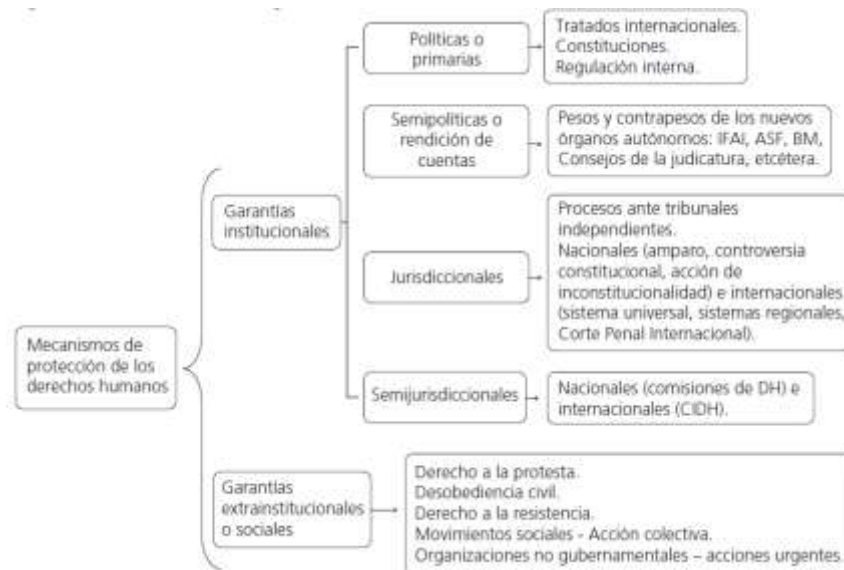 Políticas o
primarias
Tratados internacionales.
Constituciones.
Regulación interna.
Semipolíticas o
rendición de
cuentas
Pesos y contrapesos de los nuevos
órganos autónomos: IFAI, ASF, BM,
Consejos de la judicatura, etcétera.
Garantías
institucionales
Jurisdiccionales
Procesos ante tribunales
independientes.
Nacionales (amparo, controversia
constitucional, acción de
inconstitucionalidad) e internacionales
(sistema universal, sistemas regionales,
Corte Penal Internacional).
Mecanismos de
protección de los
derechos humanos
Semijurisdiccionales
Nacionales (comisiones de DH) e
internacionales (CIDH).
Garantías
extrainstitucionales
o sociales
Derecho a la protesta.
Desobediencia civil.
Derecho a la resistencia.
Movimientos sociales - Acción colectiva.
Organizaciones no gubernamentales – acciones urgentes.